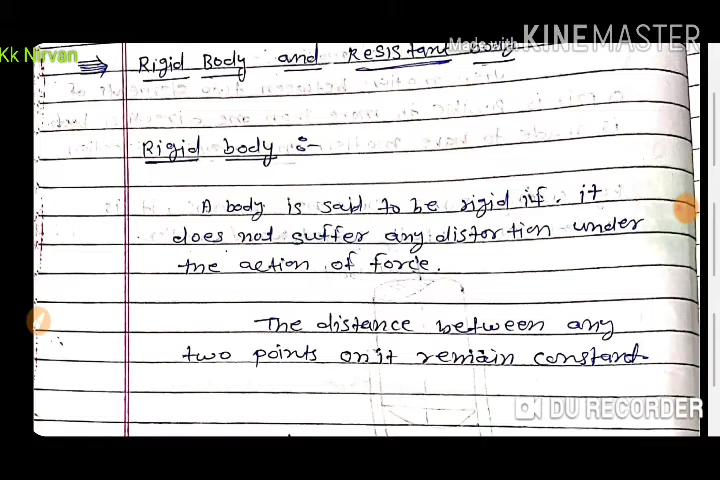 Made with KINEMASTER
Kk Nirvan
Rigid Body and Resistant Body
Rigid body :-
A body is said to be rigid if. it
does not suffer any distortion under
the action of force.
The distance between any
two points on it remain constant
DU RECORDER